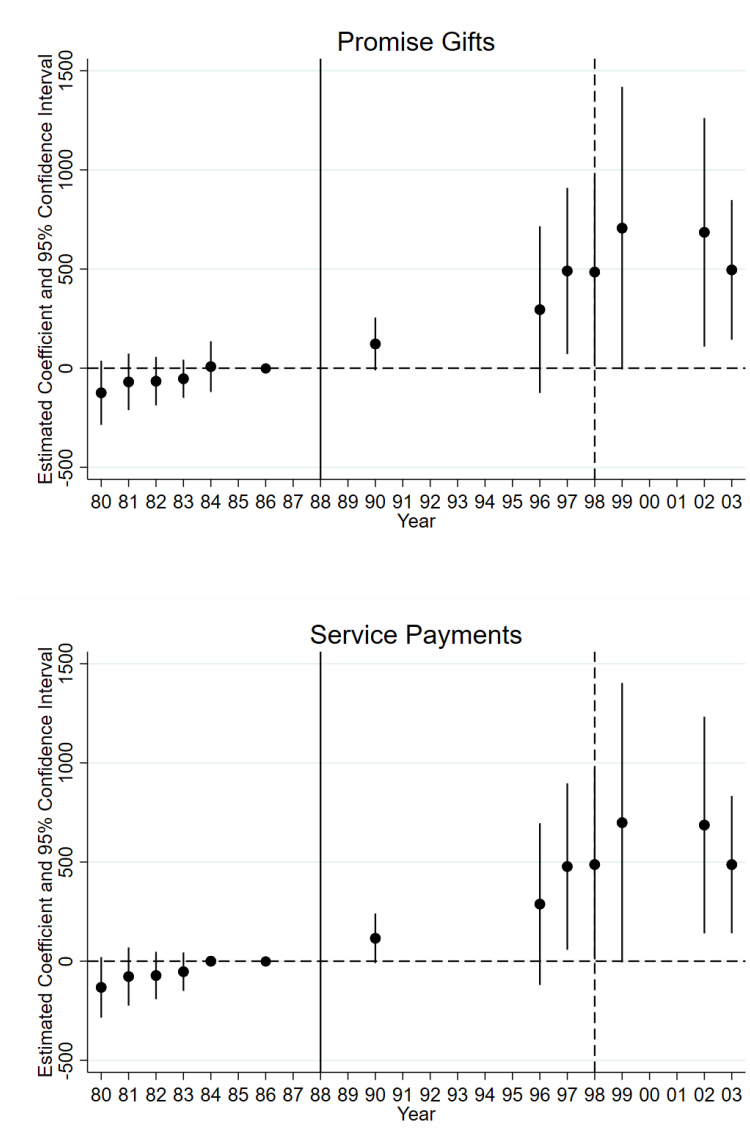 Promise Gifts
Estimated Coefficient and 95% Confidence Interval
1500
1000
500
0
-500
80 81 82 83 84 85 86 87 88 89 90 91 92 93 94 95 96 97 98 99 00 01 02 03
Year
Service Payments
Estimated Coefficient and 95% Confidence Interval
1500
1000
500
0
-500
80 81 82 83 84 85 86 87 88 89 90 91 92 93 94 95 96 97 98 99 00 01 02 03
Year